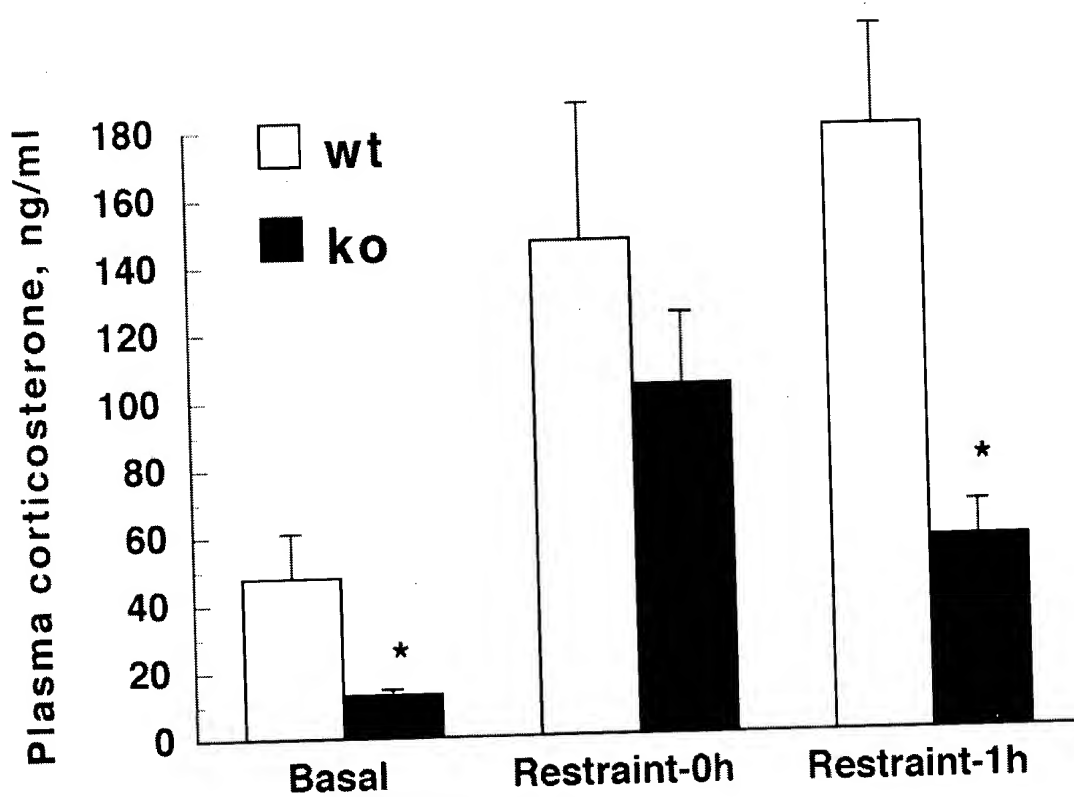 Plasma corticosterone, ng/ml
180
160
140
120
100
80
60
40
20
0
wt
ko
*
*
Basal
Restraint-0h
Restraint-1h